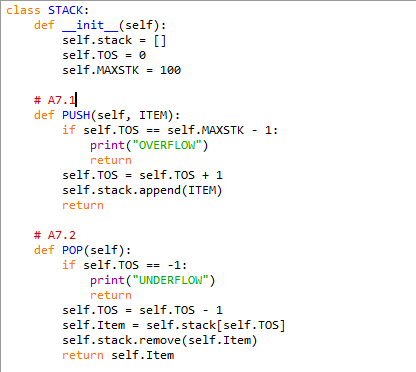 class STACK:
    def __init__(self):
        self.stack = []
        self.TOS = 0
        self.MAXSTK = 100

    # A7.1
    def PUSH(self, ITEM):
        if self.TOS == self.MAXSTK - 1:
            print("OVERFLOW")
            return
        self.TOS = self.TOS + 1
        self.stack.append(ITEM)
        return

    # A7.2
    def POP(self):
        if self.TOS == -1:
            print("UNDERFLOW")
            return
        self.TOS = self.TOS - 1
        self.Item = self.stack[self.TOS]
        self.stack.remove(self.Item)
        return self.Item